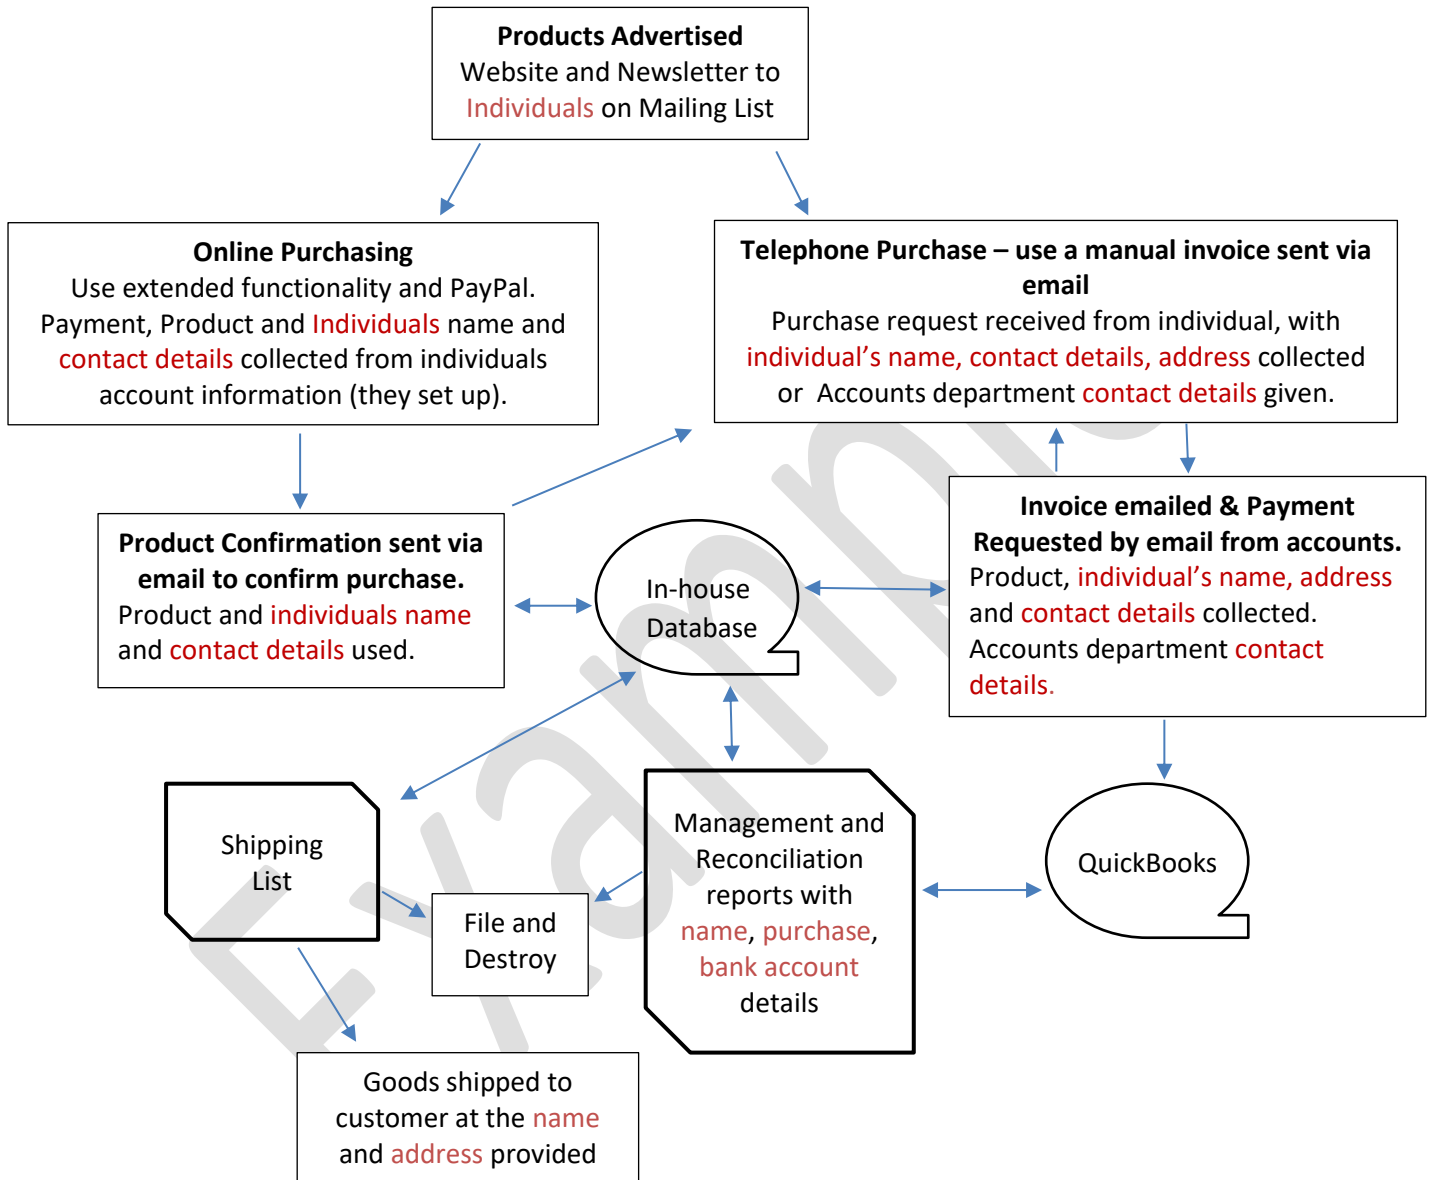 Products Advertised
Website and Newsletter to
Individuals on Mailing List
Online Purchasing
Use extended functionality and PayPal.
Payment, Product and Individuals name and
contact details collected from individuals
account information (they set up).
Telephone Purchase – use a manual invoice sent via
email
Purchase request received from individual, with
individual’s name, contact details, address collected
or Accounts department contact details given.
Product Confirmation sent via
email to confirm purchase.
Product and individuals name
and contact details used.
In-house
Database
Invoice emailed & Payment
Requested by email from accounts.
Product, individual’s name, address
and contact details collected.
Accounts department contact
details.
Shipping
List
File and
Destroy
Management and
Reconciliation
reports with
name, purchase,
bank account
details
QuickBooks
Goods shipped to
customer at the name
and address provided
Example